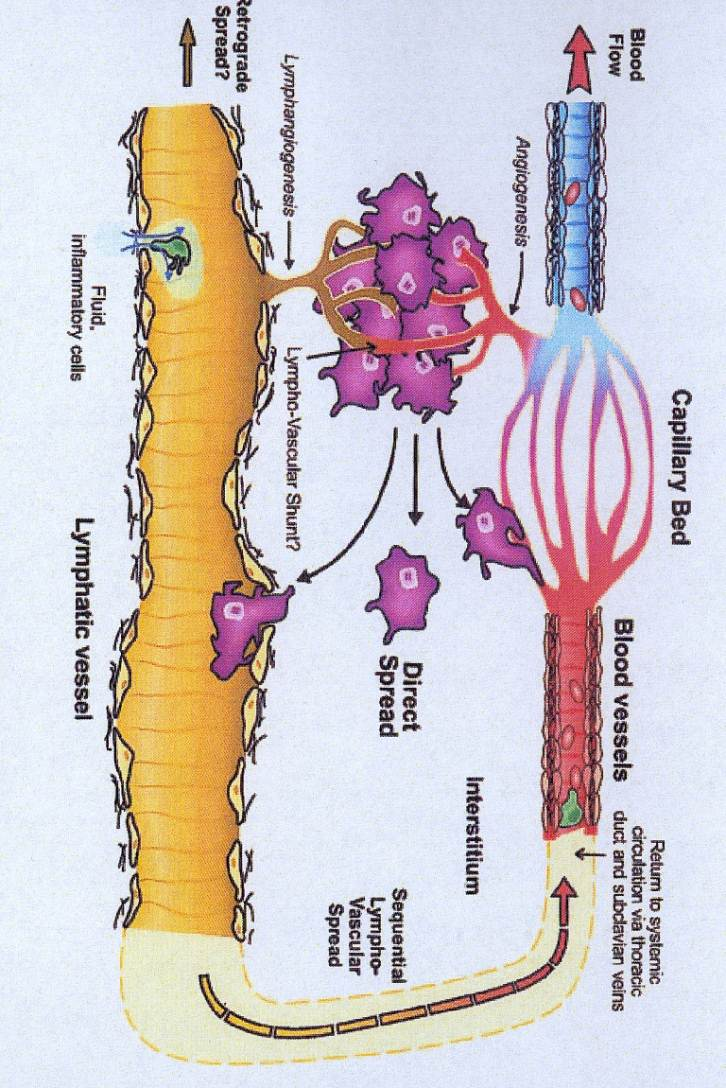 Blood
Flow
Capillary Bed
Blood vessels
Return to systemic
circulation via thoracic
duct and subclavian veins
Angiogenesis
Interstitium
Direct
Spread
Sequential
Lympho-
Vascular
Spread
Retrograde
Spread?
Lymphangiogenesis
Lympho-Vascular Shunt?
Fluid,
inflammatory cells
Lymphatic vessel